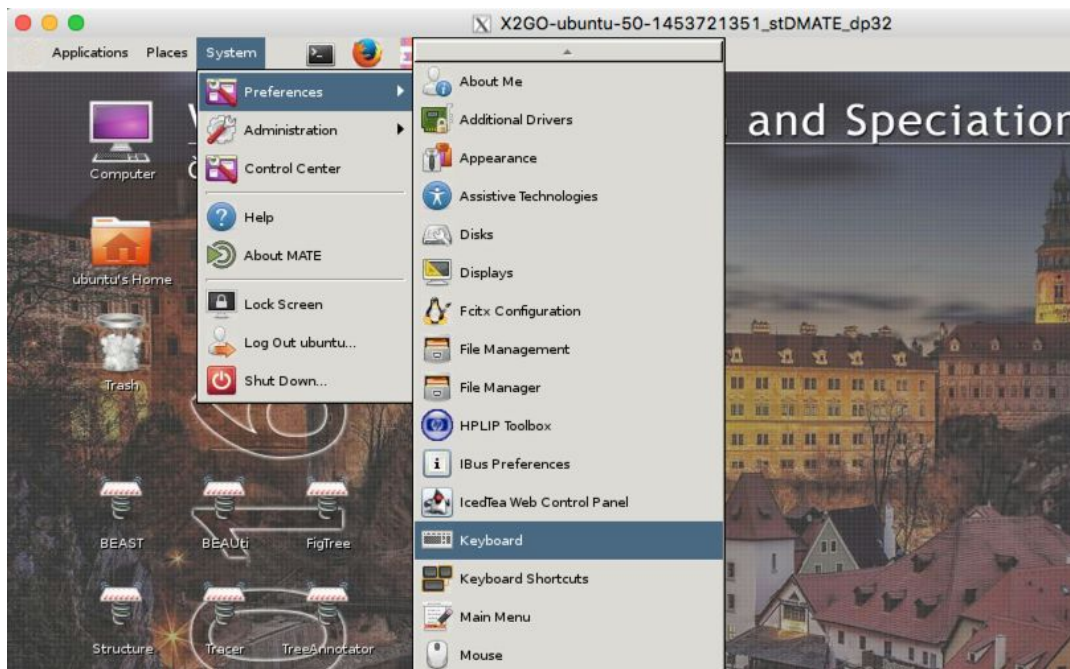 X2GO-ubuntu-50-1453721351_stDMATE_dp32
Applications Places System
Preferences
Administration
Control Center
Help
About MATE
Lock Screen
Log Out ubuntu...
Shut Down...
About Me
Additional Drivers
Appearance
Assistive Technologies
Disks
Displays
Fcitx Configuration
File Management
File Manager
HPLIP Toolbox
IBus Preferences
IcedTea Web Control Panel
Keyboard
Keyboard Shortcuts
Main Menu
Mouse
and Speciation
Computer
ubuntu's Home
Trash
BEAST BEAUti FigTree
Structure Tracer TreeAnnotator